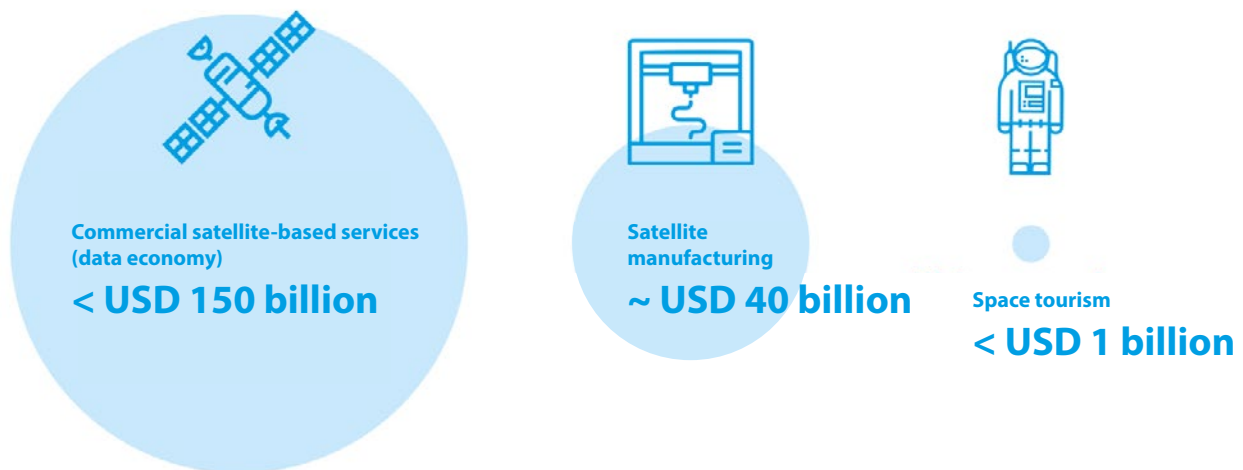 Commercial satellite-based services
(data economy)
< USD 150 billion
Satellite
manufacturing
~ USD 40 billion
Space tourism
< USD 1 billion